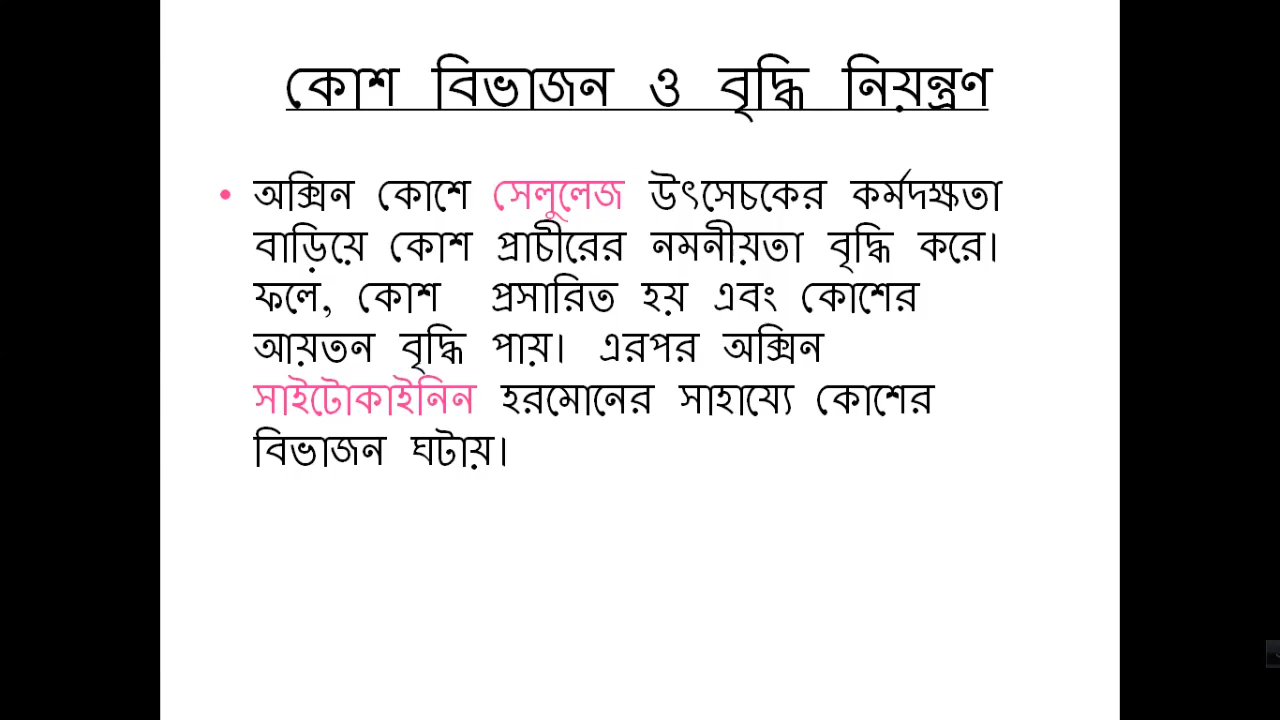 কোশ বিভাজন ও বৃদ্ধি নিয়ন্ত্রণ
• অক্সিন কোশে সেলুলেজ উৎসেচকের কর্মদক্ষতা
বাড়িয়ে কোশ প্রাচীরের নমনীয়তা বৃদ্ধি করে।
ফলে, কোশ প্রসারিত হয় এবং কোশের
আয়তন বৃদ্ধি পায়। এরপর অক্সিন
সাইটোকাইনিন হরমোনের সাহায্যে কোশের
বিভাজন ঘটায়।